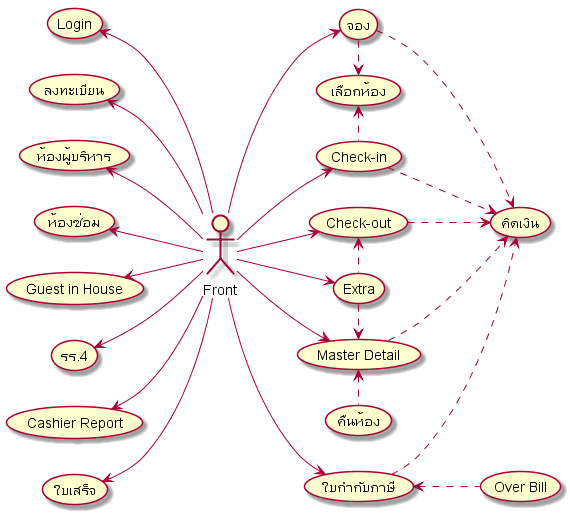 Login
จอง
ลงทะเบียน
เลือกห้อง
ห้องผู้บริหาร
Check-in
ห้องซ่อม
Check-out
คิดเงิน
Guest in House
Front
Extra
รร.4
Master Detail
Cashier Report
คืนห้อง
ใบเสร็จ
ใบกำกับภาษี
Over Bill